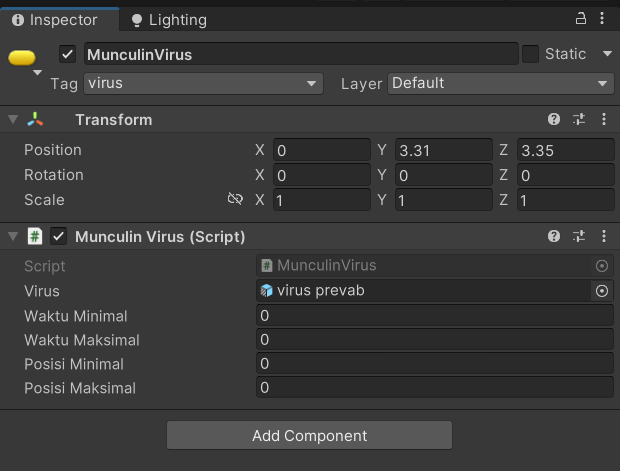 Inspector Lighting
MunculinVirus Static
Tag virus Layer Default
Transform
Position X 0 Y 3.31 Z 3.35
Rotation X 0 Y 0 Z 0
Scale X 1 Y 1 Z 1
# Munculin Virus (Script)
Script # MunculinVirus
Virus virus prevab
Waktu Minimal 0
Waktu Maksimal 0
Posisi Minimal 0
Posisi Maksimal 0
Add Component